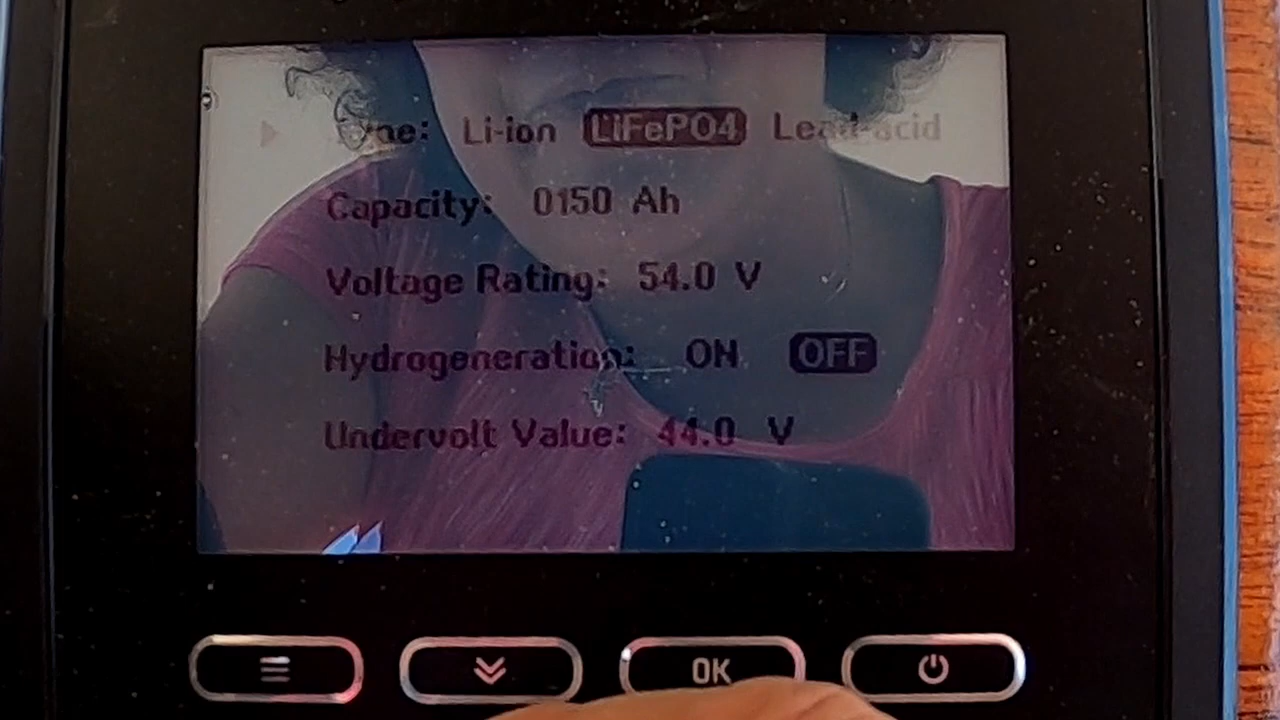 Type: Li-ion LiFePO4 Lead-acid
Capacity: 0150 Ah
Voltage Rating: 54.0 V
Hydrogeneration: ON OFF
Undervolt Value: 44.0 V
OK